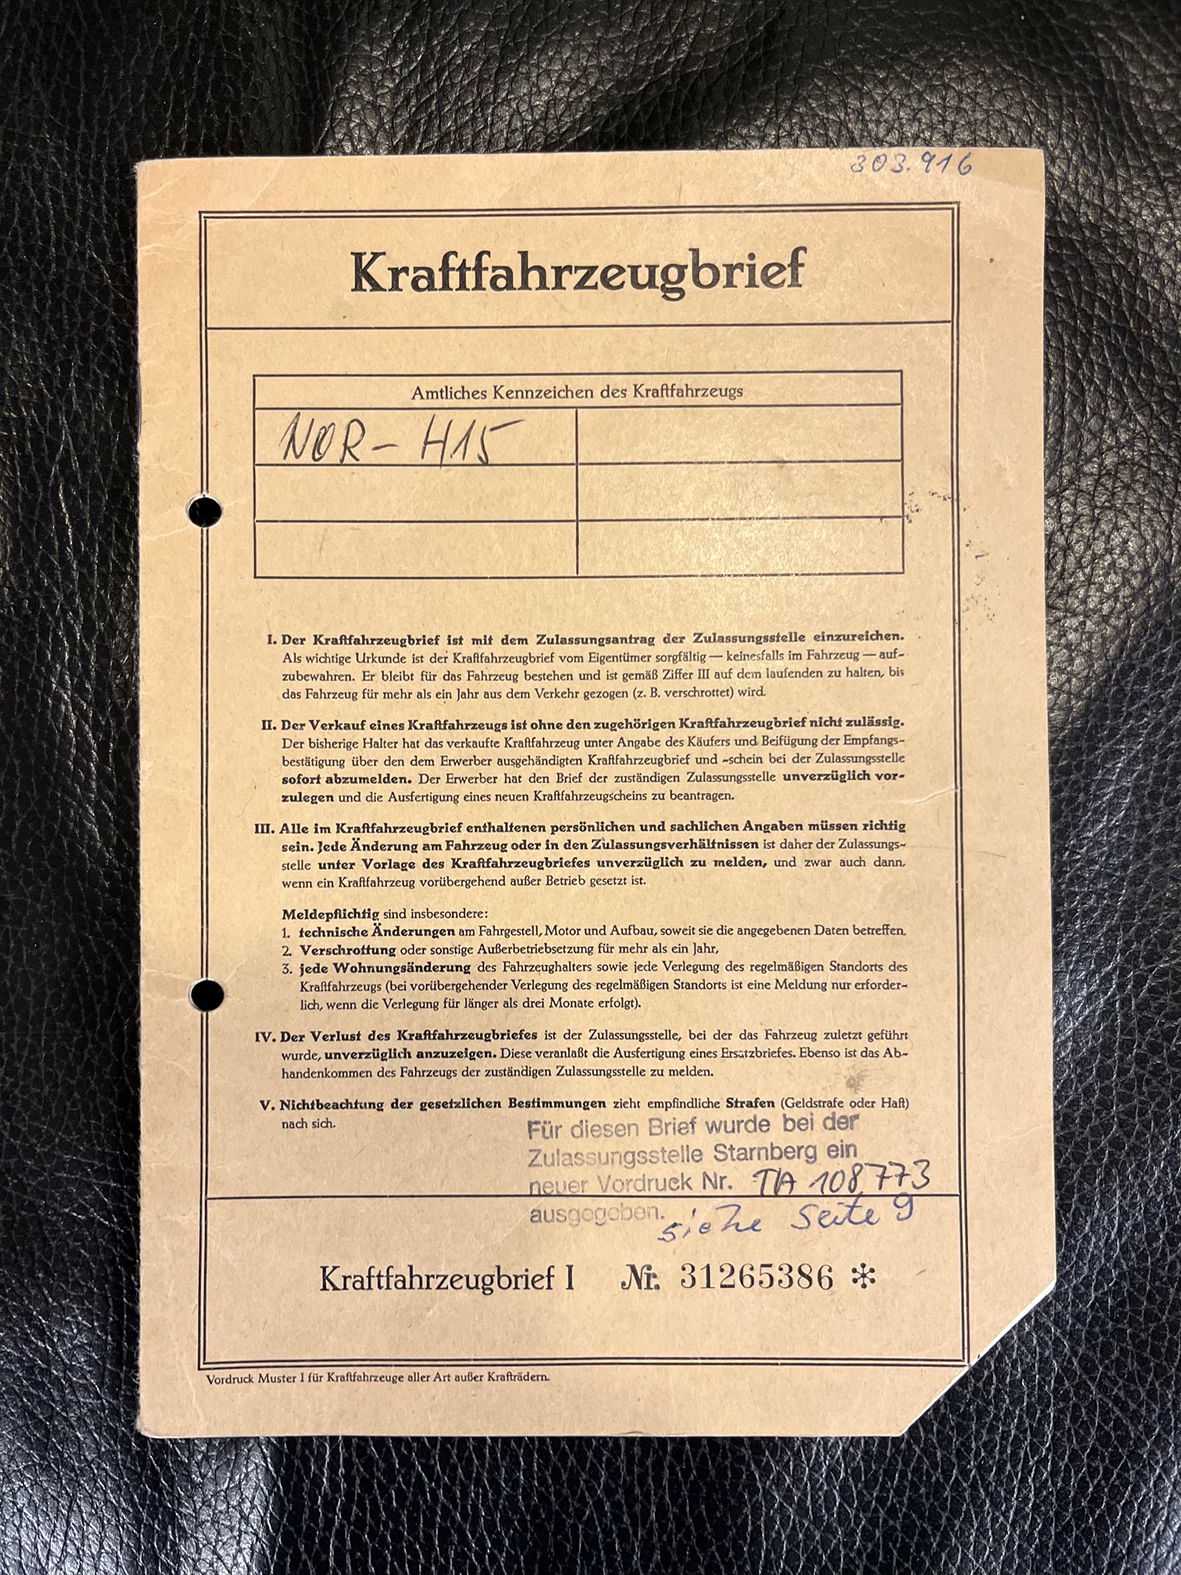 303.916
Kraftfahrzeugbrief
Amtliches Kennzeichen des Kraftfahrzeugs
NOR - H15
I. Der Kraftfahrzeugbrief ist mit dem Zulassungsantrag der Zulassungsstelle einzureichen.
Als wichtige Urkunde ist der Kraftfahrzeugbrief vom Eigentümer sorgfältig — keinesfalls im Fahrzeug — auf-
zubewahren. Er bleibt für das Fahrzeug bestehen und ist gemäß Ziffer III auf dem laufenden zu halten, bis
das Fahrzeug für mehr als ein Jahr aus dem Verkehr gezogen (z. B. verschrottet) wird.
II. Der Verkauf eines Kraftfahrzeugs ist ohne den zugehörigen Kraftfahrzeugbrief nicht zulässig.
Der bisherige Halter hat das verkaufte Kraftfahrzeug unter Angabe des Käufers und Beifügung der Empfangs-
bestätigung über den dem Erwerber ausgehändigten Kraftfahrzeugbrief und -schein bei der Zulassungsstelle
sofort abzumelden. Der Erwerber hat den Brief der zuständigen Zulassungsstelle unverzüglich vor-
zulegen und die Ausfertigung eines neuen Kraftfahrzeugscheins zu beantragen.
III. Alle im Kraftfahrzeugbrief enthaltenen persönlichen und sachlichen Angaben müssen richtig
sein. Jede Änderung am Fahrzeug oder in den Zulassungsverhältnissen ist daher der Zulassungs-
stelle unter Vorlage des Kraftfahrzeugbriefes unverzüglich zu melden, und zwar auch dann,
wenn ein Kraftfahrzeug vorübergehend außer Betrieb gesetzt ist.
Meldepflichtig sind insbesondere:
1. technische Änderungen am Fahrgestell, Motor und Aufbau, soweit sie die angegebenen Daten betreffen,
2. Verschrottung oder sonstige Außerbetriebsetzung für mehr als ein Jahr,
3. jede Wohnungsänderung des Fahrzeughalters sowie jede Verlegung des regelmäßigen Standorts des
Kraftfahrzeugs (bei vorübergehender Verlegung des regelmäßigen Standorts ist eine Meldung nur erforder-
lich, wenn die Verlegung für länger als drei Monate erfolgt).
IV. Der Verlust des Kraftfahrzeugbriefes ist der Zulassungsstelle, bei der das Fahrzeug zuletzt geführt
wurde, unverzüglich anzuzeigen. Diese veranlaßt die Ausfertigung eines Ersatzbriefes. Ebenso ist das Ab-
handenkommen des Fahrzeugs der zuständigen Zulassungsstelle zu melden.
V. Nichtbeachtung der gesetzlichen Bestimmungen zieht empfindliche Strafen (Geldstrafe oder Haft)
nach sich.
Für diesen Brief wurde bei der
Zulassungsstelle Starnberg ein
neuer Vordruck Nr. TA 108773
ausgegeben. siehe Seite 9
Kraftfahrzeugbrief I Nr. 31265386 *
Vordruck Muster I für Kraftfahrzeuge aller Art außer Krafträdern.